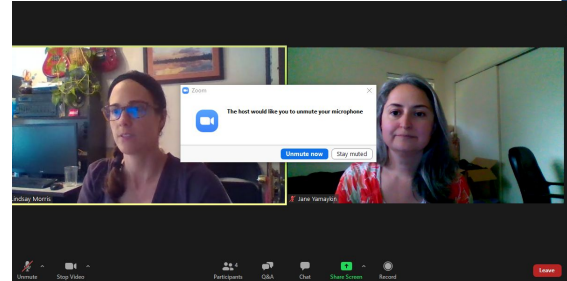 Zoom
The host would like you to unmute your microphone
Unmute now
Stay muted
Lindsay Morris
Jane Yamaylon
Unmute
Stop Video
4
Participants
Q&A
Chat
Share Screen
Record
Leave